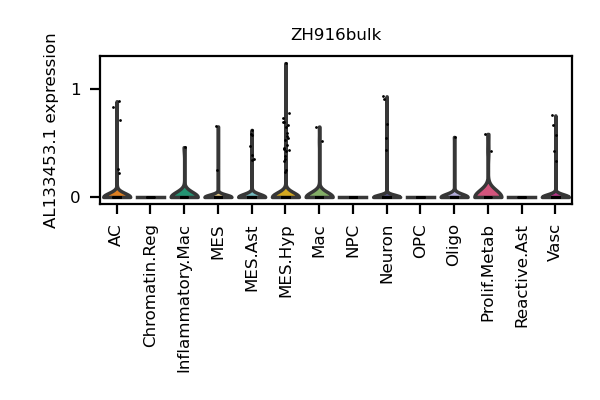 ZH916bulk
AL133453.1 expression
1
0
AC
Chromatin.Reg
Inflammatory.Mac
MES
MES.Ast
MES.Hyp
Mac
NPC
Neuron
OPC
Oligo
Prolif.Metab
Reactive.Ast
Vasc